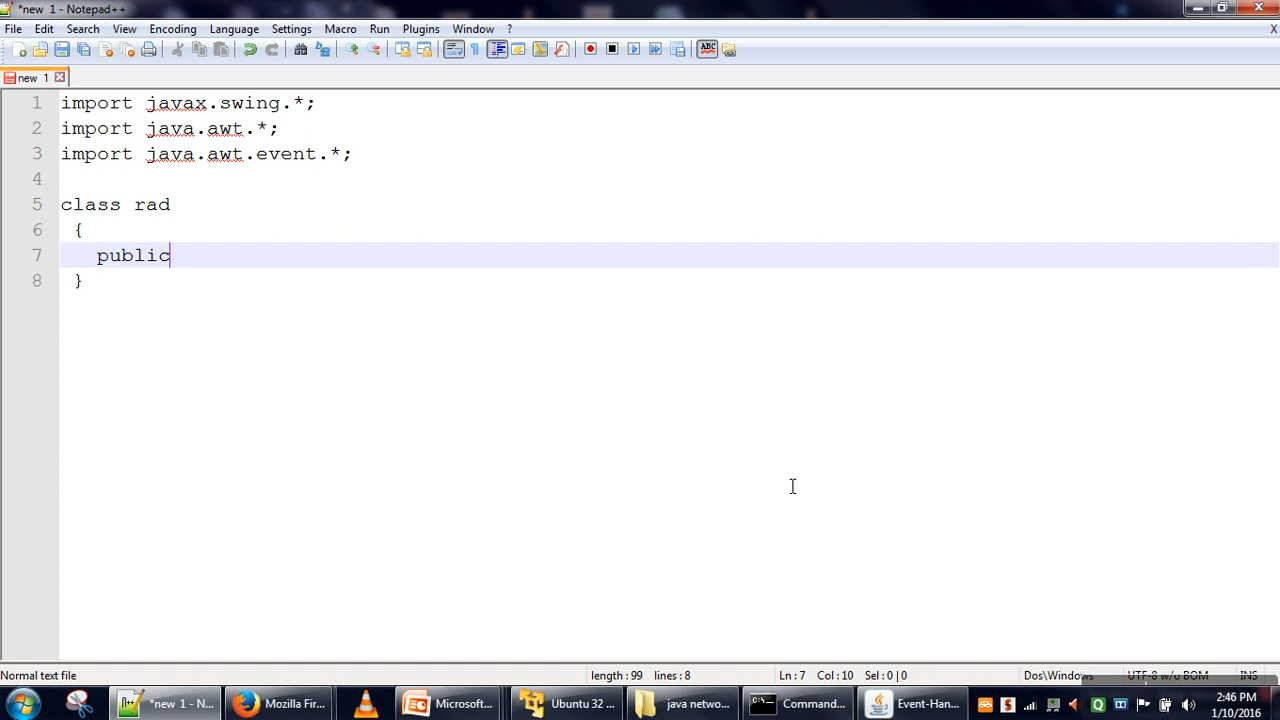 *new 1 - Notepad++
File Edit Search View Encoding Language Settings Macro Run Plugins Window ? X
ABC
new 1
1 import javax.swing.*;
2 import java.awt.*;
3 import java.awt.event.*;
4
5 class rad
6 {
7 public
8 }
Normal text file length : 99 lines : 8 Ln : 7 Col : 10 Sel : 0 | 0 Dos\Windows UTF-8 w/o BOM INS
*new 1 - N... Mozilla Fir... Microsoft... Ubuntu 32 ... java netwo... Command... Event-Han... 2:46 PM
1/10/2016